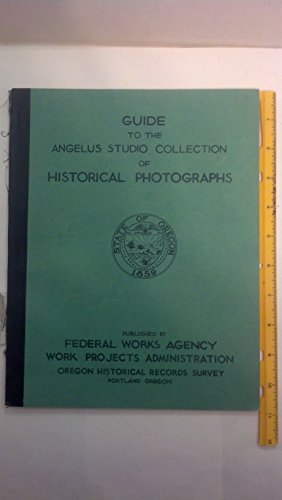 GUIDE
TO THE
ANGELUS STUDIO COLLECTION
OF
HISTORICAL PHOTOGRAPHS
STATE OF OREGON
1859
PUBLISHED BY
FEDERAL WORKS AGENCY
WORK PROJECTS ADMINISTRATION
OREGON HISTORICAL RECORDS SURVEY
PORTLAND OREGON